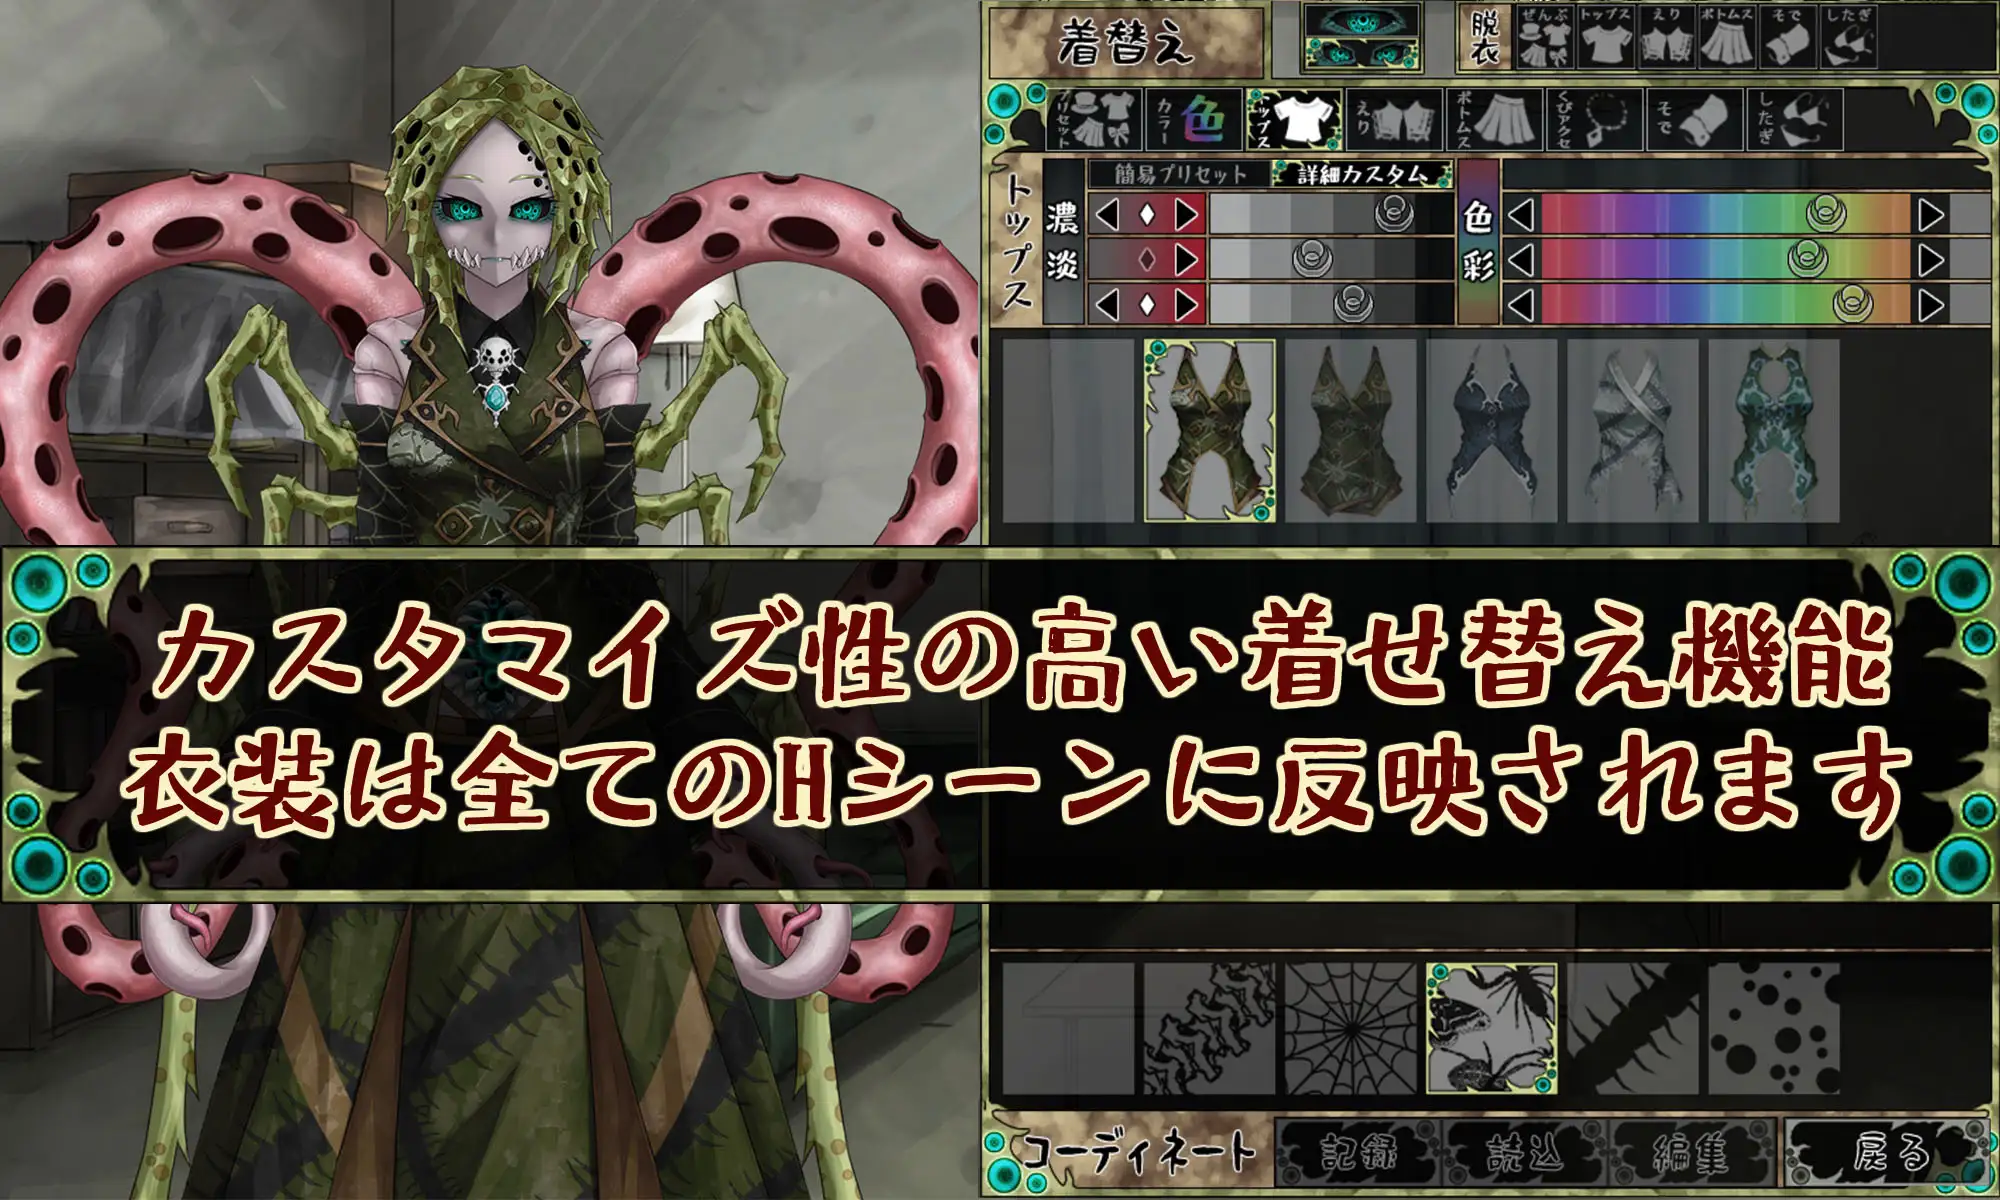 着替え
脱衣
ぜんぶ
トップス
えり
ボトムス
そで
したぎ
プリセット
カラー
色
トップス
えり
ボトムス
くびアクセ
そで
したぎ
トップス
濃淡
簡易プリセット
詳細カスタム
色彩
カスタマイズ性の高い着せ替え機能
衣装は全てのHシーンに反映されます
コーディネート
記録
読込
編集
戻る